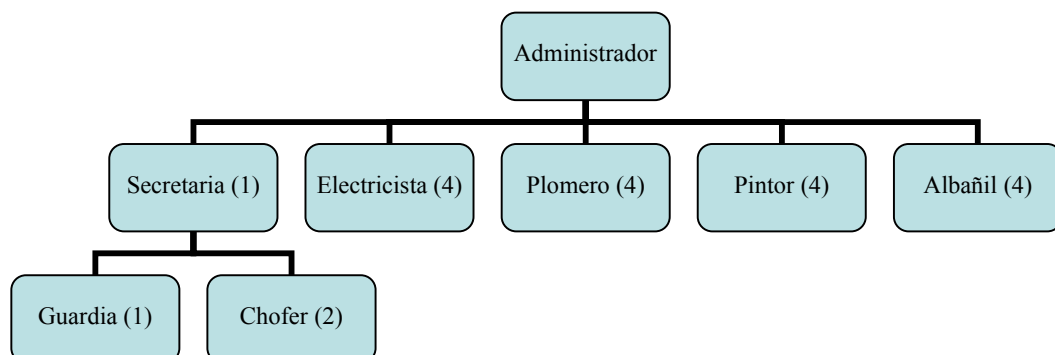 Administrador
Secretaria (1)
Electricista (4)
Plomero (4)
Pintor (4)
Albañil (4)
Guardia (1)
Chofer (2)